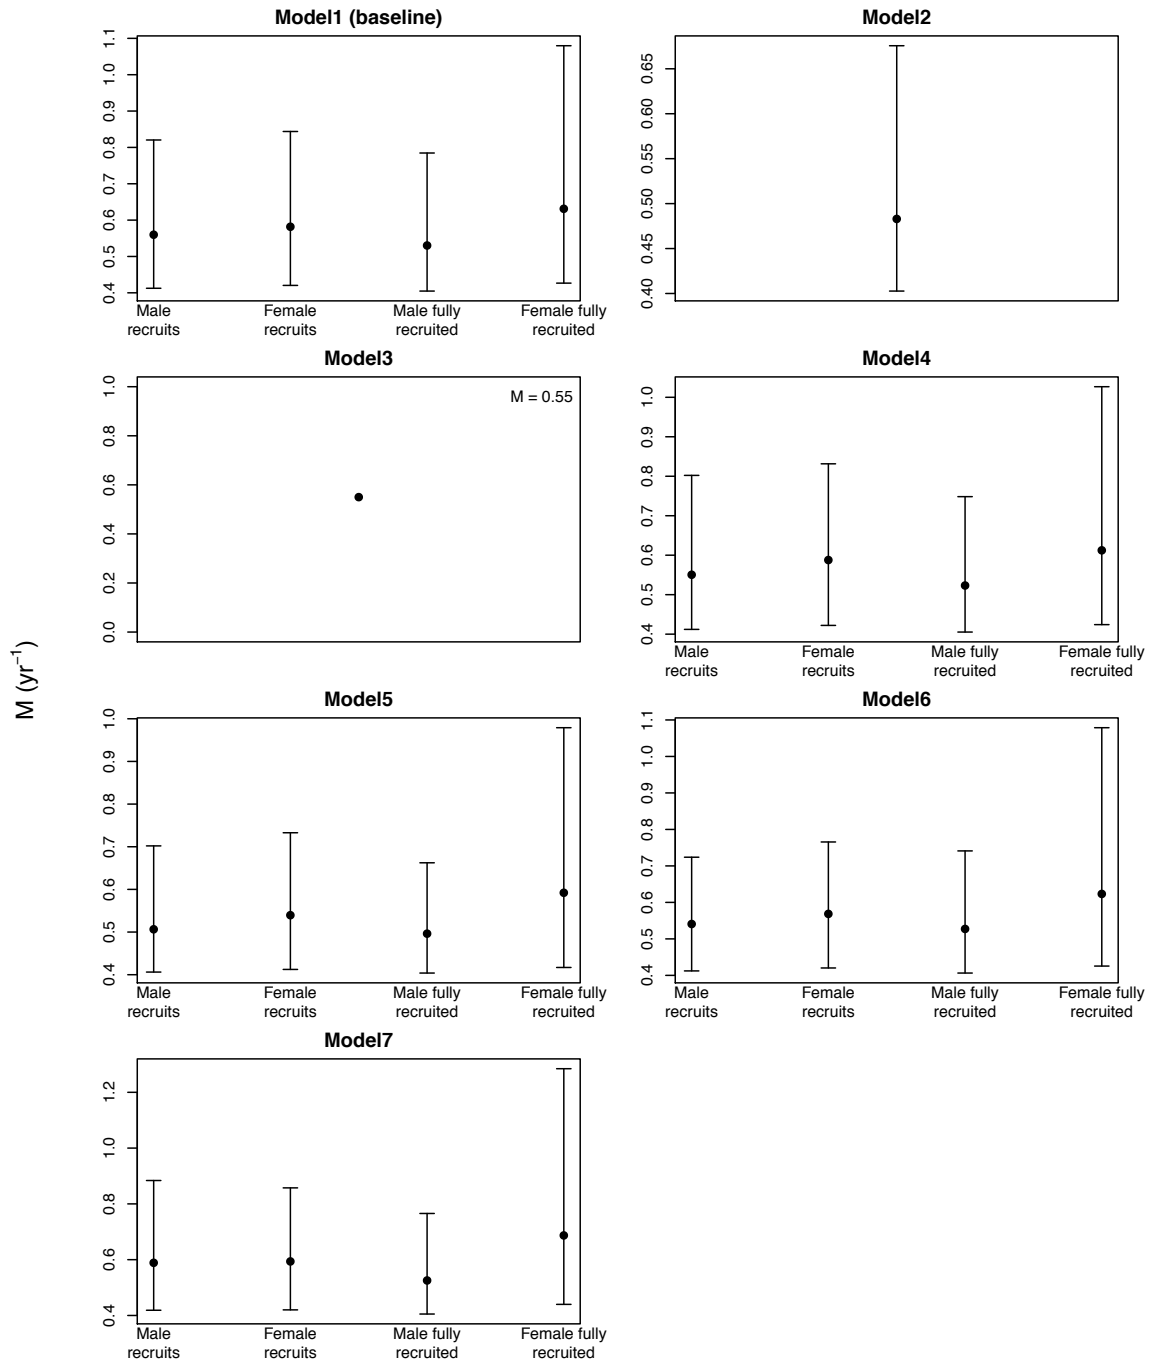 M (yr⁻¹)
Model1 (baseline)
1.1
1.0
0.9
0.8
0.7
0.6
0.5
0.4
Male recruits
Female recruits
Male fully recruited
Female fully recruited
Model2
0.65
0.60
0.55
0.50
0.45
0.40
Model3
M = 0.55
1.0
0.8
0.6
0.4
0.2
0.0
Model4
1.0
0.9
0.8
0.7
0.6
0.5
0.4
Male recruits
Female recruits
Male fully recruited
Female fully recruited
Model5
1.0
0.9
0.8
0.7
0.6
0.5
0.4
Male recruits
Female recruits
Male fully recruited
Female fully recruited
Model6
1.1
1.0
0.9
0.8
0.7
0.6
0.5
0.4
Male recruits
Female recruits
Male fully recruited
Female fully recruited
Model7
1.2
1.0
0.8
0.6
0.4
Male recruits
Female recruits
Male fully recruited
Female fully recruited